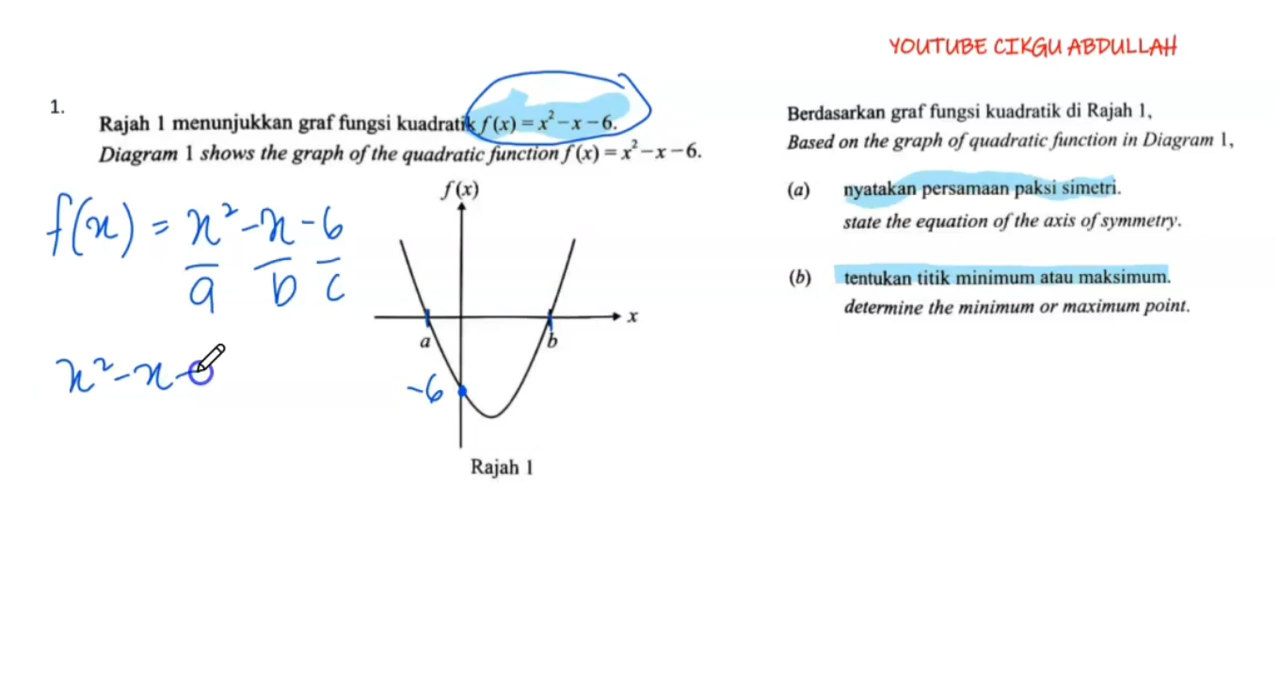 YOUTUBE CIKGU ABDULLAH
1.
Rajah 1 menunjukkan graf fungsi kuadratik f(x) = x² – x – 6.
Diagram 1 shows the graph of the quadratic function f(x) = x² – x – 6.
f(x) = x² – x – 6
a b c
x² – x –
f(x)
x
a
b
-6
Rajah 1
Berdasarkan graf fungsi kuadratik di Rajah 1,
Based on the graph of quadratic function in Diagram 1,
(a) nyatakan persamaan paksi simetri.
state the equation of the axis of symmetry.
(b) tentukan titik minimum atau maksimum.
determine the minimum or maximum point.